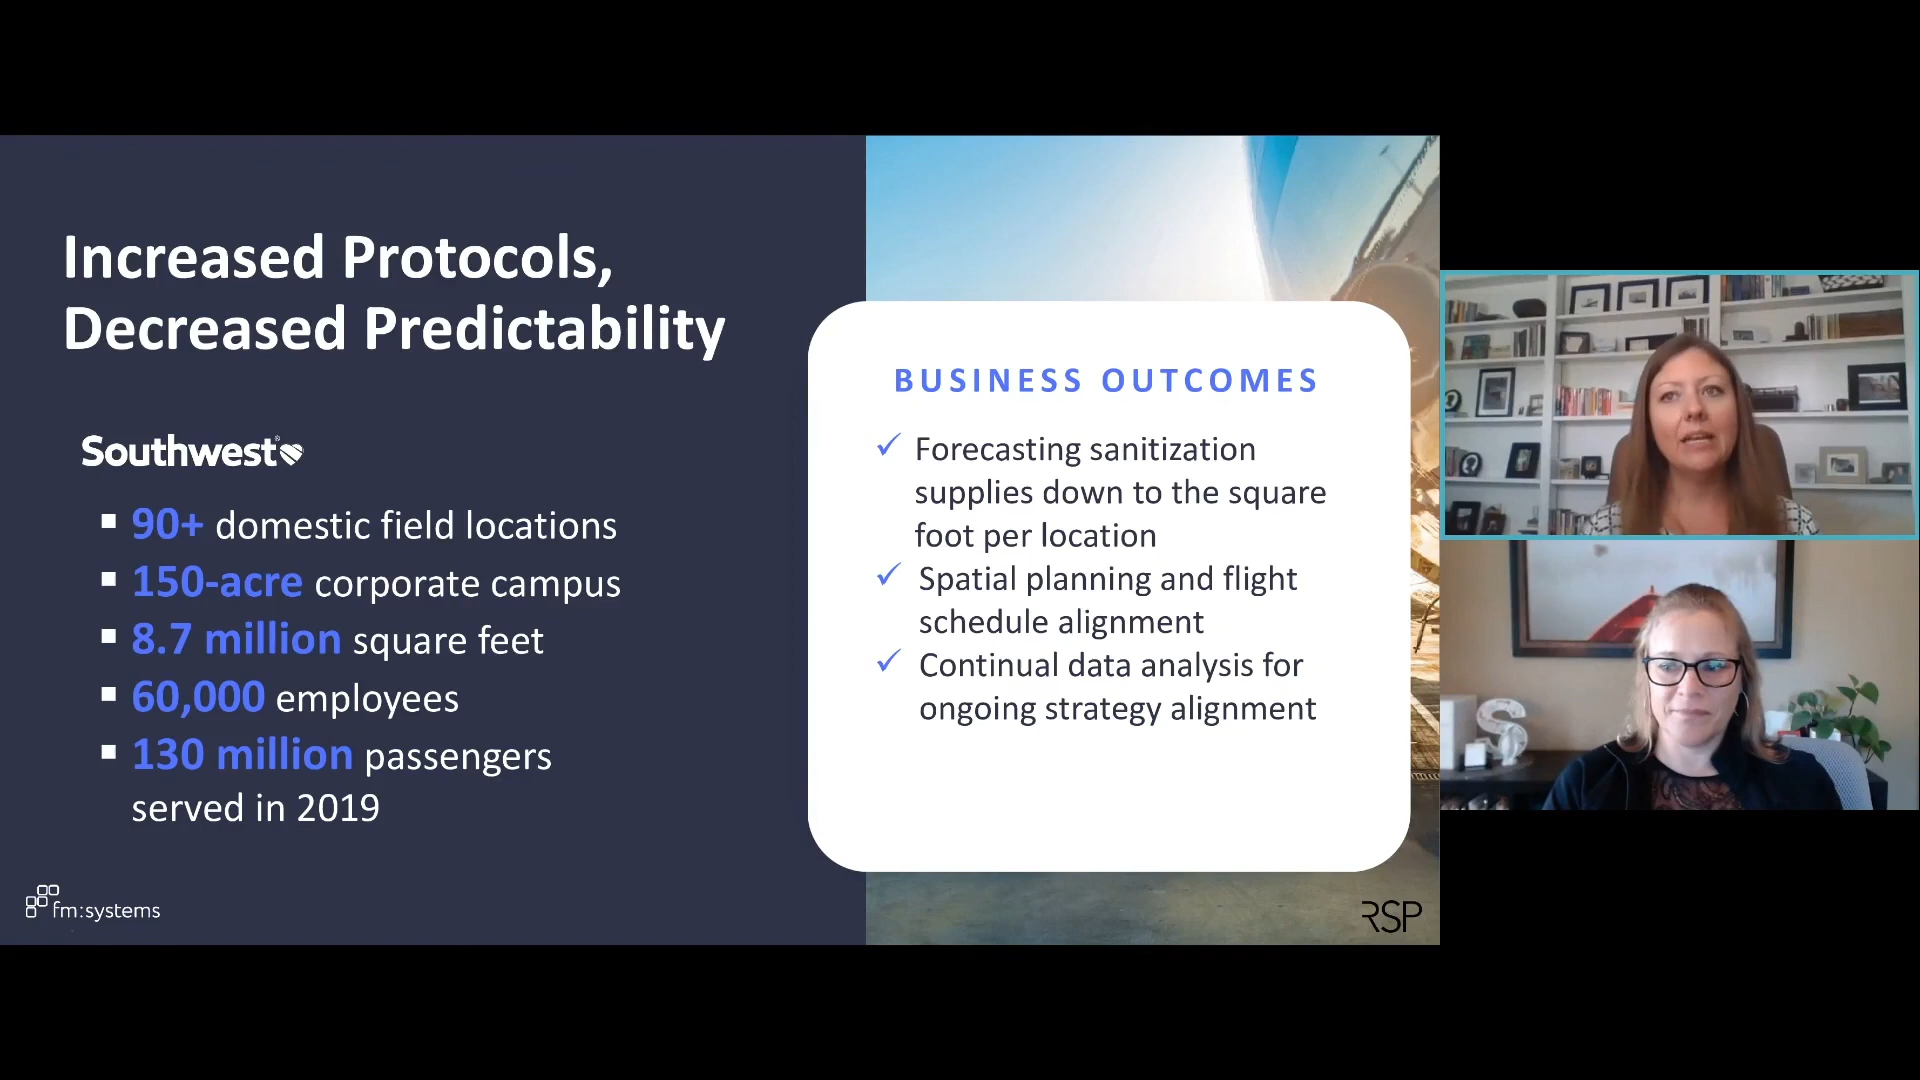 Increased Protocols,
Decreased Predictability
Southwest®
▪ 90+ domestic field locations
▪ 150-acre corporate campus
▪ 8.7 million square feet
▪ 60,000 employees
▪ 130 million passengers
served in 2019
fm:systems
BUSINESS OUTCOMES
✓ Forecasting sanitization
supplies down to the square
foot per location
✓ Spatial planning and flight
schedule alignment
✓ Continual data analysis for
ongoing strategy alignment
RSP
S